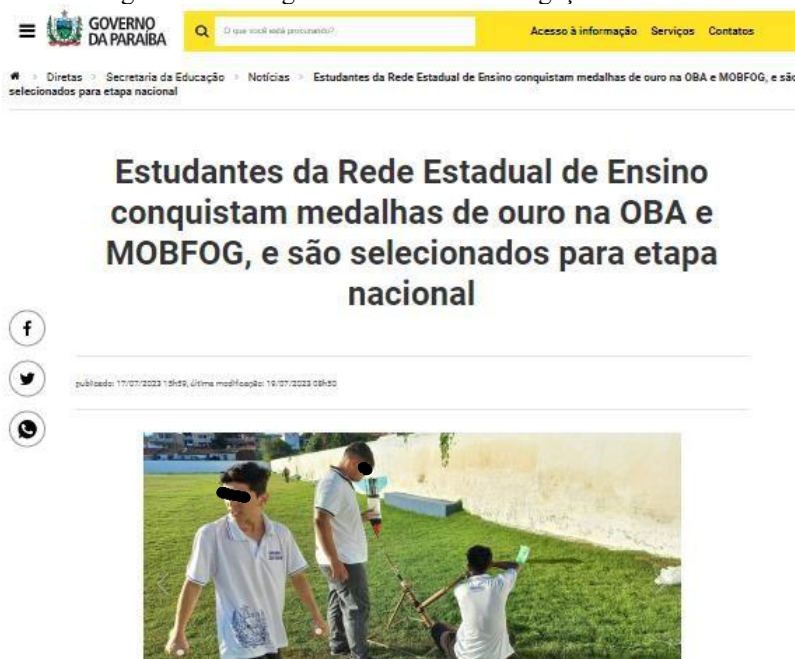 GOVERNO
DA PARAÍBA
O que você está procurando?
Acesso à informação Serviços Contatos
Diretas > Secretaria da Educação > Notícias > Estudantes da Rede Estadual de Ensino conquistam medalhas de ouro na OBA e MOBFOG, e são
selecionados para etapa nacional
Estudantes da Rede Estadual de Ensino
conquistam medalhas de ouro na OBA e
MOBFOG, e são selecionados para etapa
nacional
publicado: 17/07/2023 15h59, última modificação: 19/07/2023 08h50